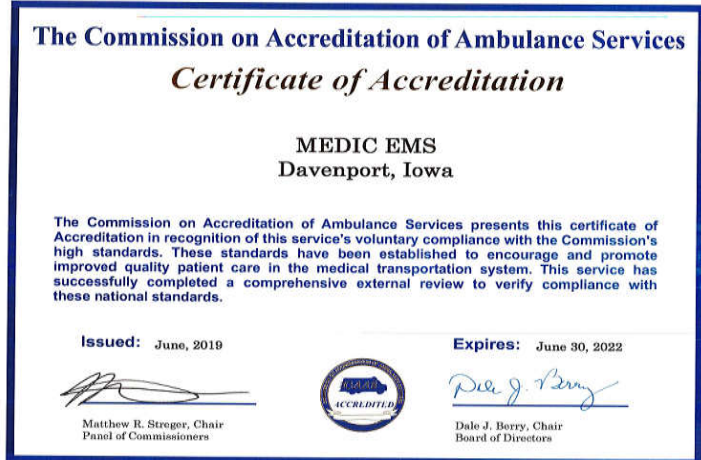 The Commission on Accreditation of Ambulance Services
Certificate of Accreditation
MEDIC EMS
Davenport, Iowa
The Commission on Accreditation of Ambulance Services presents this certificate of
Accreditation in recognition of this service's voluntary compliance with the Commission's
high standards. These standards have been established to encourage and promote
improved quality patient care in the medical transportation system. This service has
successfully completed a comprehensive external review to verify compliance with
these national standards.
Issued: June, 2019
Expires: June 30, 2022
Dale J. Berry
ACCREDITED
Matthew R. Streger, Chair
Panel of Commissioners
Dale J. Berry, Chair
Board of Directors